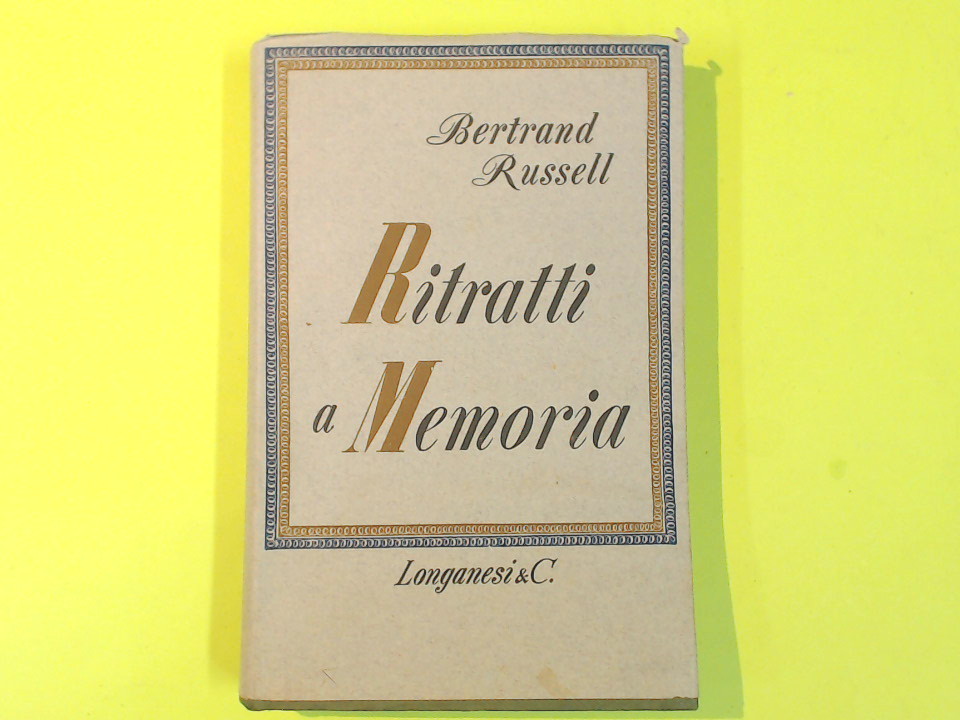 Bertrand
Russell
Ritratti
a Memoria
Longanesi & C.